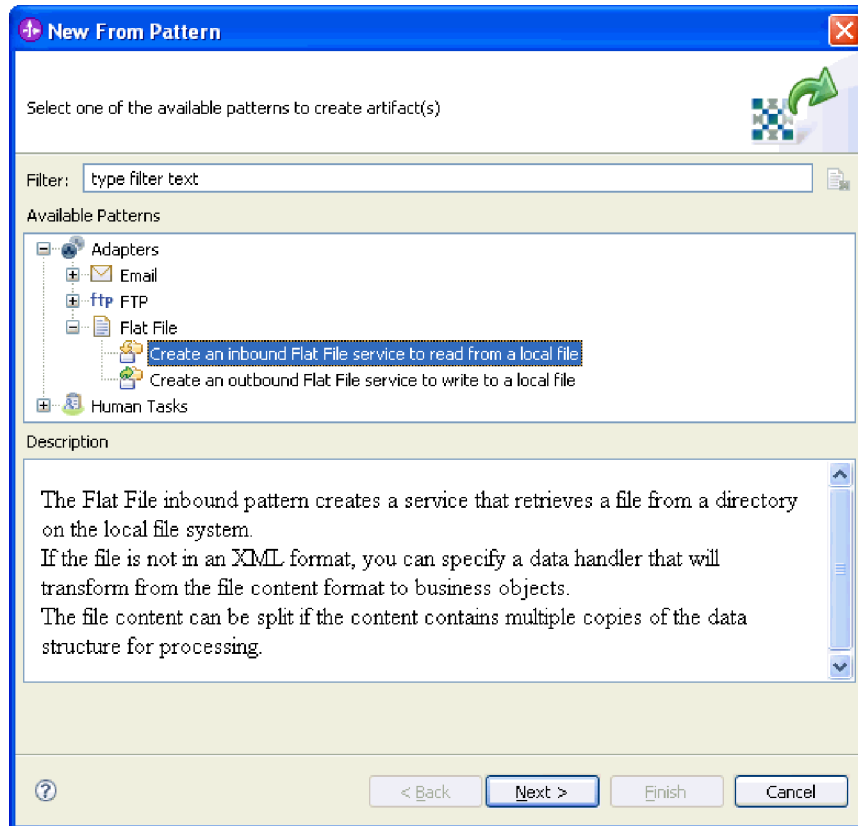 New From Pattern
Select one of the available patterns to create artifact(s)
Filter: type filter text
Available Patterns
Adapters
Email
ftp FTP
Flat File
Create an inbound Flat File service to read from a local file
Create an outbound Flat File service to write to a local file
Human Tasks
Description
The Flat File inbound pattern creates a service that retrieves a file from a directory
on the local file system.
If the file is not in an XML format, you can specify a data handler that will
transform from the file content format to business objects.
The file content can be split if the content contains multiple copies of the data
structure for processing.
? < Back Next > Finish Cancel